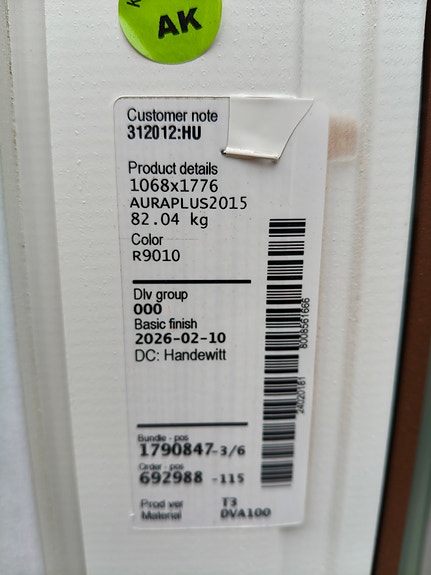 AK
Customer note
312012:HU
Product details
1068x1776
AURAPLUS2015
82.04 kg
Color
R9010
Dlv group
000
Basic finish
2026-02-10
DC: Handewitt
Bundle - pos
1790847-3/6
Order - pos
692988 -115
Prod ver T3
Material DVA100
24020181